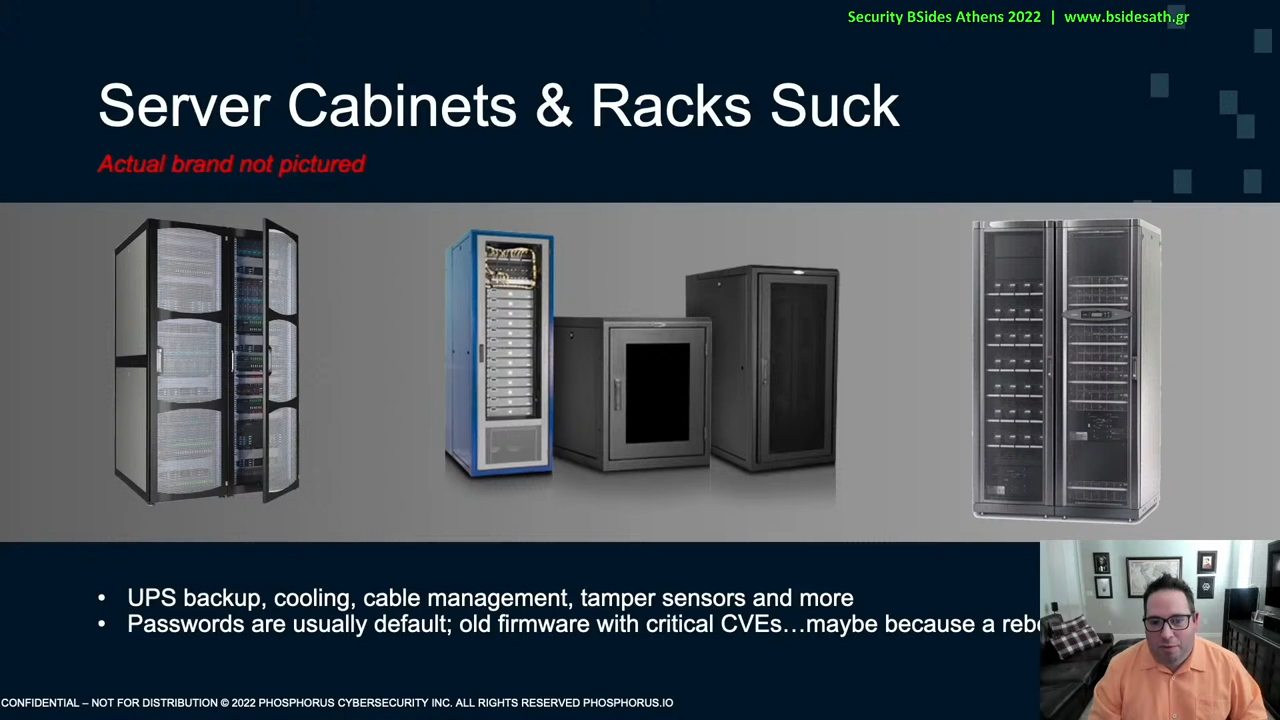 Security BSides Athens 2022 | www.bsidesath.gr
Server Cabinets & Racks Suck
Actual brand not pictured
• UPS backup, cooling, cable management, tamper sensors and more
• Passwords are usually default; old firmware with critical CVEs…maybe because a rebo
CONFIDENTIAL – NOT FOR DISTRIBUTION © 2022 PHOSPHORUS CYBERSECURITY INC. ALL RIGHTS RESERVED PHOSPHORUS.IO